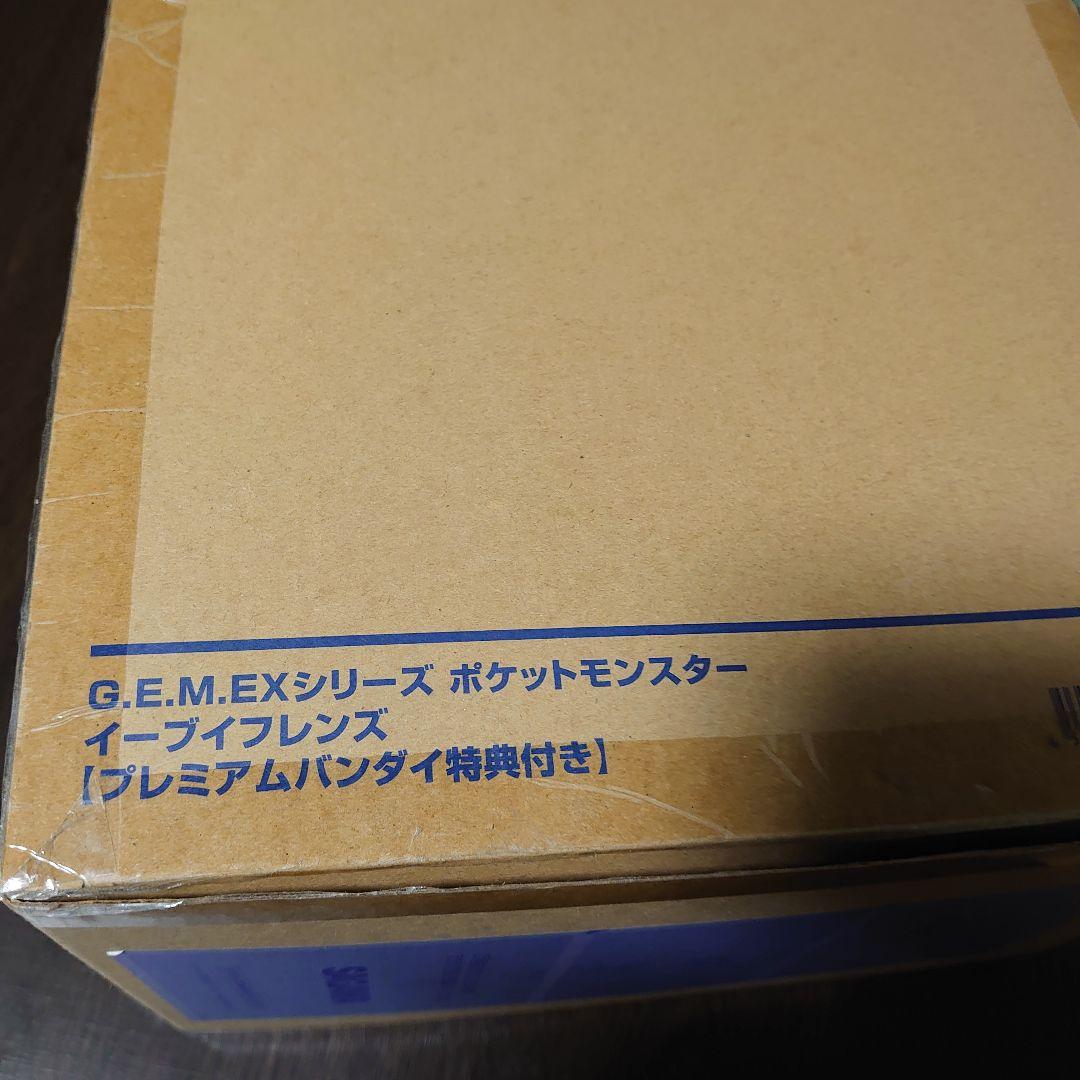 G.E.M.EXシリーズ ポケットモンスター
イーブイフレンズ
【プレミアムバンダイ特典付き】